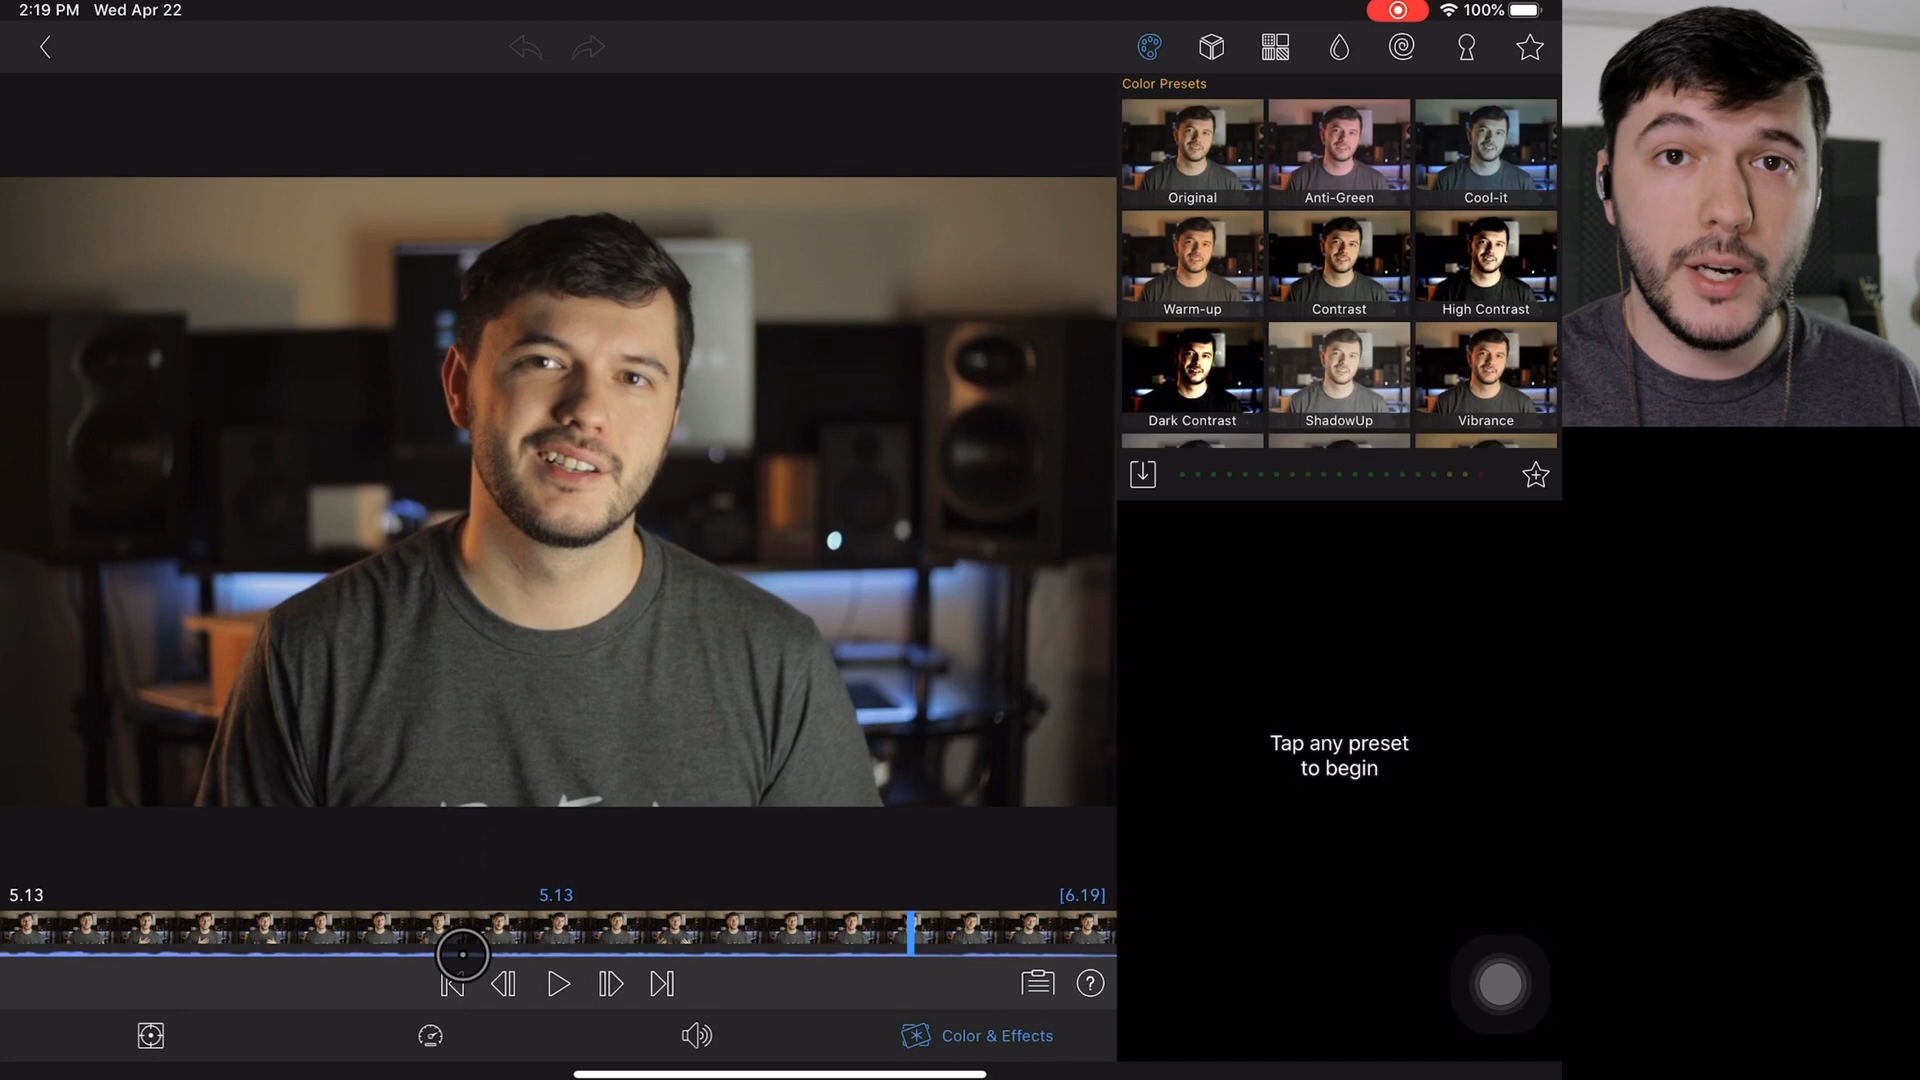 2:19 PM Wed Apr 22
100%
Color Presets
Original
Anti-Green
Cool-it
Warm-up
Contrast
High Contrast
Dark Contrast
ShadowUp
Vibrance
Tap any preset
to begin
5.13
5.13
[6.19]
?
Color & Effects